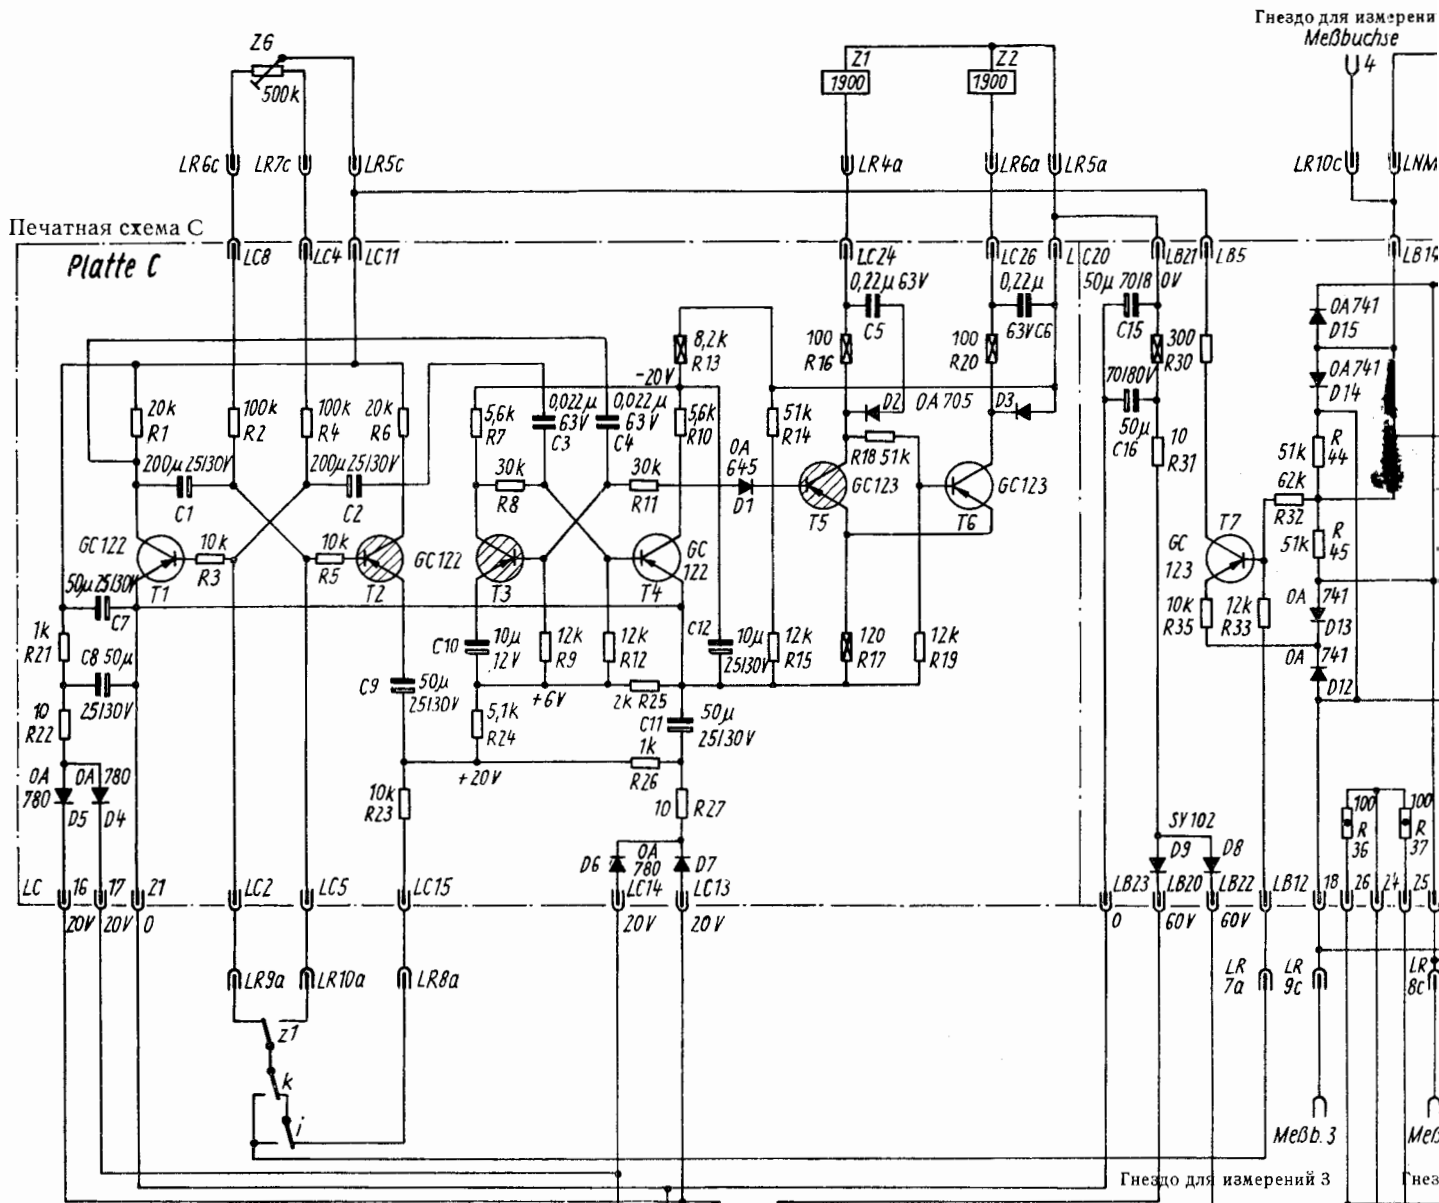 Гнездо для измерени
Meßbuchse
4
Z6
500k
Z1
1900
Z2
1900
LR6c
LR7c
LR5c
LR4a
LR6a
LR5a
LR10c
LNM
Печатная схема С
Platte C
LC8
LC4
LC11
LC24
LC26
LC20
LB21
LB5
LB14
0,22µ 63V
C5
0,22µ
63V C6
50µ 70/8
0V
C15
OA741
D15
8,2k
R13
100
R16
100
R20
300
R30
-20V
70/80V
50µ
C16
OA741
D14
20k
R1
100k
R2
100k
R4
20k
R6
5,6k
R7
0,022µ
63V
C3
0,022µ
63V
C4
5,6k
R10
51k
R14
D2
OA705
D3
10
R31
51k
R
44
200µ 25/30V
C1
200µ 25/30V
C2
30k
R8
30k
R11
OA
645
D1
R18 51k
GC123
T5
GC123
T6
62k
R32
GC122
T1
10k
R3
10k
R5
T2
GC122
T3
GC
122
T4
T7
GC
123
51k
R
45
50µ 25/30V
C7
1k
R21
C8 50µ
25/30V
C10
10µ
12V
12k
R9
12k
R12
C12
10µ
25/30V
12k
R15
120
R17
12k
R19
10k
R35
12k
R33
OA
741
D13
OA
741
D12
C9
50µ
25/30V
+6V
2k R25
10
R22
5,1k
R24
C11
50µ
25/30V
1k
R26
+20V
OA
780
D5
OA 780
D4
10k
R23
10
R27
SY102
D9
D8
100
R
36
100
R
37
D6
OA
780
D7
LC
16
17
21
LC2
LC5
LC15
LC14
LC13
LB23
LB20
LB22
LB12
18
26
24
25
20V
20V
0
20V
20V
0
60V
60V
LR9a
LR10a
LR8a
LR
7a
LR
9c
LR
8c
z1
k
i
Meßb. 3
Meß
Гнездо для измерений 3
Гнез